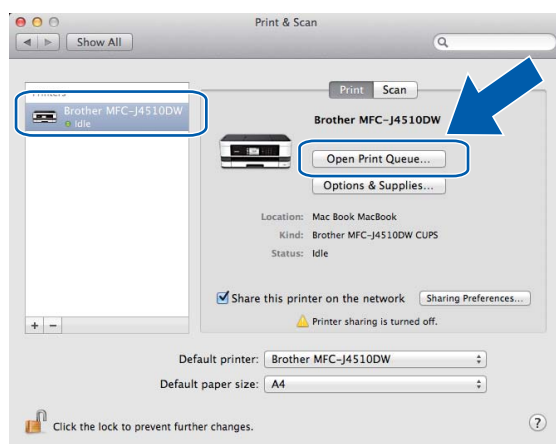 Print & Scan
Show All
Printers
Print Scan
Brother MFC-J4510DW
Idle
Brother MFC-J4510DW
Open Print Queue...
Options & Supplies...
Location: Mac Book MacBook
Kind: Brother MFC-J4510DW CUPS
Status: Idle
Share this printer on the network Sharing Preferences...
Printer sharing is turned off.
+ −
Default printer: Brother MFC-J4510DW
Default paper size: A4
Click the lock to prevent further changes.
?